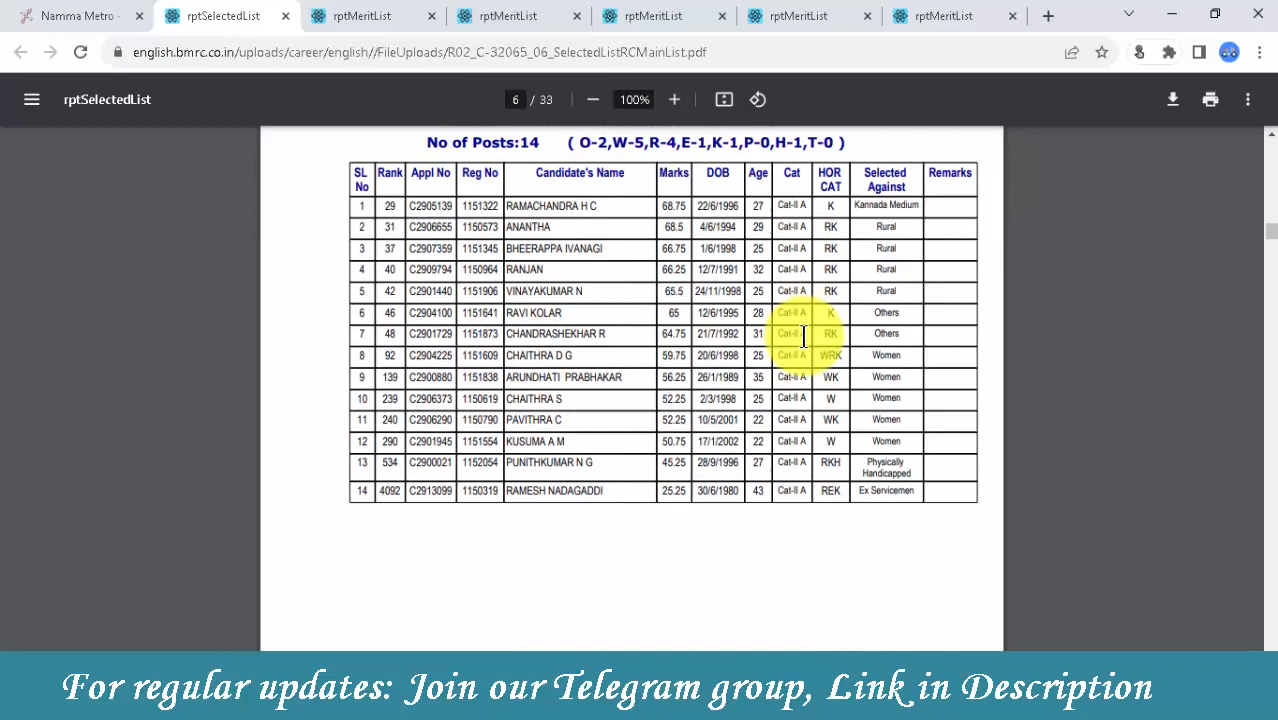 Namma Metro -
rptSelectedList
rptMeritList
rptMeritList
rptMeritList
rptMeritList
rptMeritList
english.bmrc.co.in/uploads/career/english//FileUploads/R02_C-32065_06_SelectedListRCMainList.pdf
rptSelectedList
6 / 33
100%
No of Posts:14 ( O-2,W-5,R-4,E-1,K-1,P-0,H-1,T-0 )
SL No Rank Appl No Reg No Candidate's Name Marks DOB Age Cat HOR CAT Selected Against Remarks
1 29 C2905139 1151322 RAMACHANDRA H C 68.75 22/6/1996 27 Cat-II A K Kannada Medium
2 31 C2906655 1150573 ANANTHA 68.5 4/6/1994 29 Cat-II A RK Rural
3 37 C2907359 1151345 BHEERAPPA IVANAGI 66.75 1/6/1998 25 Cat-II A RK Rural
4 40 C2909794 1150964 RANJAN 66.25 12/7/1991 32 Cat-II A RK Rural
5 42 C2901440 1151906 VINAYAKUMAR N 65.5 24/11/1998 25 Cat-II A RK Rural
6 46 C2904100 1151641 RAVI KOLAR 65 12/6/1995 28 Cat-II A K Others
7 48 C2901729 1151873 CHANDRASHEKHAR R 64.75 21/7/1992 31 Cat-II A RK Others
8 92 C2904225 1151609 CHAITHRA D G 59.75 20/6/1998 25 Cat-II A WRK Women
9 139 C2900880 1151838 ARUNDHATI PRABHAKAR 56.25 26/1/1989 35 Cat-II A WK Women
10 239 C2906373 1150619 CHAITHRA S 52.25 2/3/1998 25 Cat-II A W Women
11 240 C2906290 1150790 PAVITHRA C 52.25 10/5/2001 22 Cat-II A WK Women
12 290 C2901945 1151554 KUSUMA A M 50.75 17/1/2002 22 Cat-II A W Women
13 534 C2900021 1152054 PUNITHKUMAR N G 45.25 28/9/1996 27 Cat-II A RKH Physically Handicapped
14 4092 C2913099 1150319 RAMESH NADAGADDI 25.25 30/6/1980 43 Cat-II A REK Ex Servicemen
For regular updates: Join our Telegram group, Link in Description